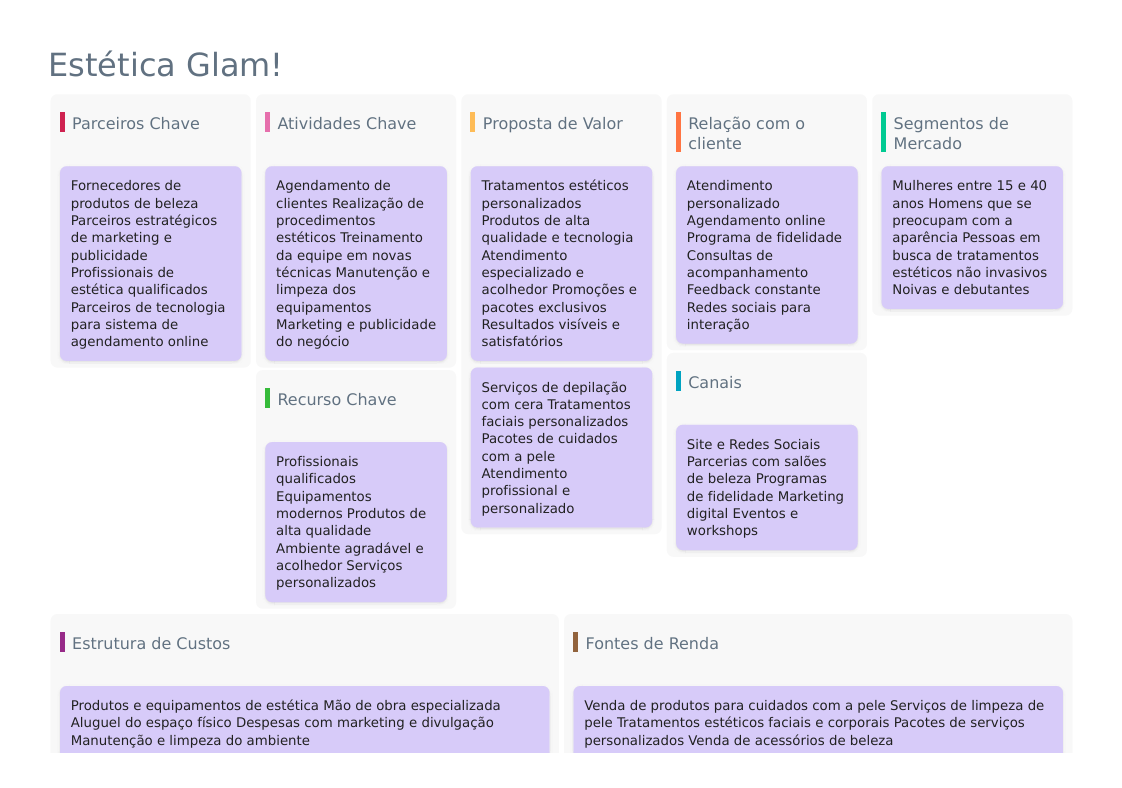 Estética Glam!
Parceiros Chave
Fornecedores de
produtos de beleza
Parceiros estratégicos
de marketing e
publicidade
Profissionais de
estética qualificados
Parceiros de tecnologia
para sistema de
agendamento online
Atividades Chave
Agendamento de
clientes Realização de
procedimentos
estéticos Treinamento
da equipe em novas
técnicas Manutenção e
limpeza dos
equipamentos
Marketing e publicidade
do negócio
Recurso Chave
Profissionais
qualificados
Equipamentos
modernos Produtos de
alta qualidade
Ambiente agradável e
acolhedor Serviços
personalizados
Proposta de Valor
Tratamentos estéticos
personalizados
Produtos de alta
qualidade e tecnologia
Atendimento
especializado e
acolhedor Promoções e
pacotes exclusivos
Resultados visíveis e
satisfatórios
Serviços de depilação
com cera Tratamentos
faciais personalizados
Pacotes de cuidados
com a pele
Atendimento
profissional e
personalizado
Relação com o
cliente
Atendimento
personalizado
Agendamento online
Programa de fidelidade
Consultas de
acompanhamento
Feedback constante
Redes sociais para
interação
Canais
Site e Redes Sociais
Parcerias com salões
de beleza Programas
de fidelidade Marketing
digital Eventos e
workshops
Segmentos de
Mercado
Mulheres entre 15 e 40
anos Homens que se
preocupam com a
aparência Pessoas em
busca de tratamentos
estéticos não invasivos
Noivas e debutantes
Estrutura de Custos
Produtos e equipamentos de estética Mão de obra especializada
Aluguel do espaço físico Despesas com marketing e divulgação
Manutenção e limpeza do ambiente
Fontes de Renda
Venda de produtos para cuidados com a pele Serviços de limpeza de
pele Tratamentos estéticos faciais e corporais Pacotes de serviços
personalizados Venda de acessórios de beleza